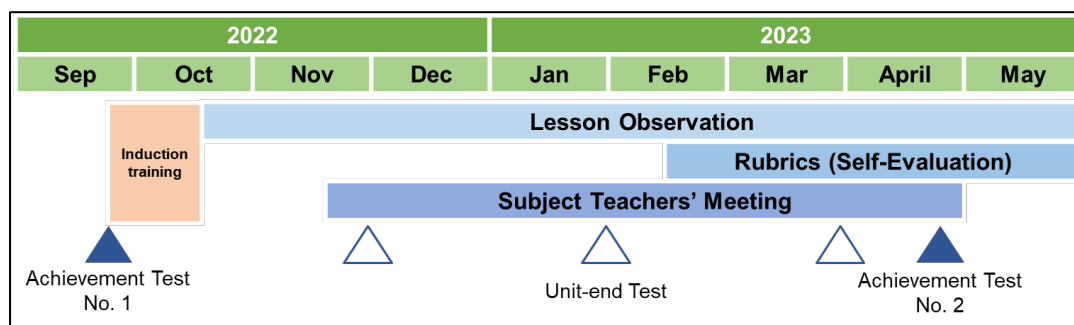 2022 2023
Sep Oct Nov Dec Jan Feb Mar April May
Lesson Observation
Induction
training
Rubrics (Self-Evaluation)
Subject Teachers’ Meeting
Achievement Test
No. 1
Unit-end Test
Achievement Test
No. 2